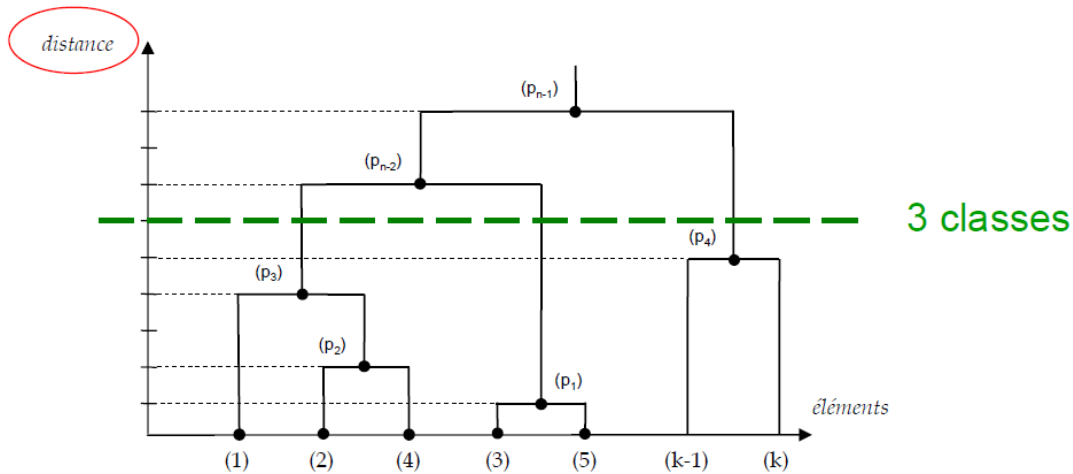 distance
(pn-1)
(pn-2)
3 classes
(p4)
(p3)
(p2)
(p1)
éléments
(1) (2) (4) (3) (5) (k-1) (k)